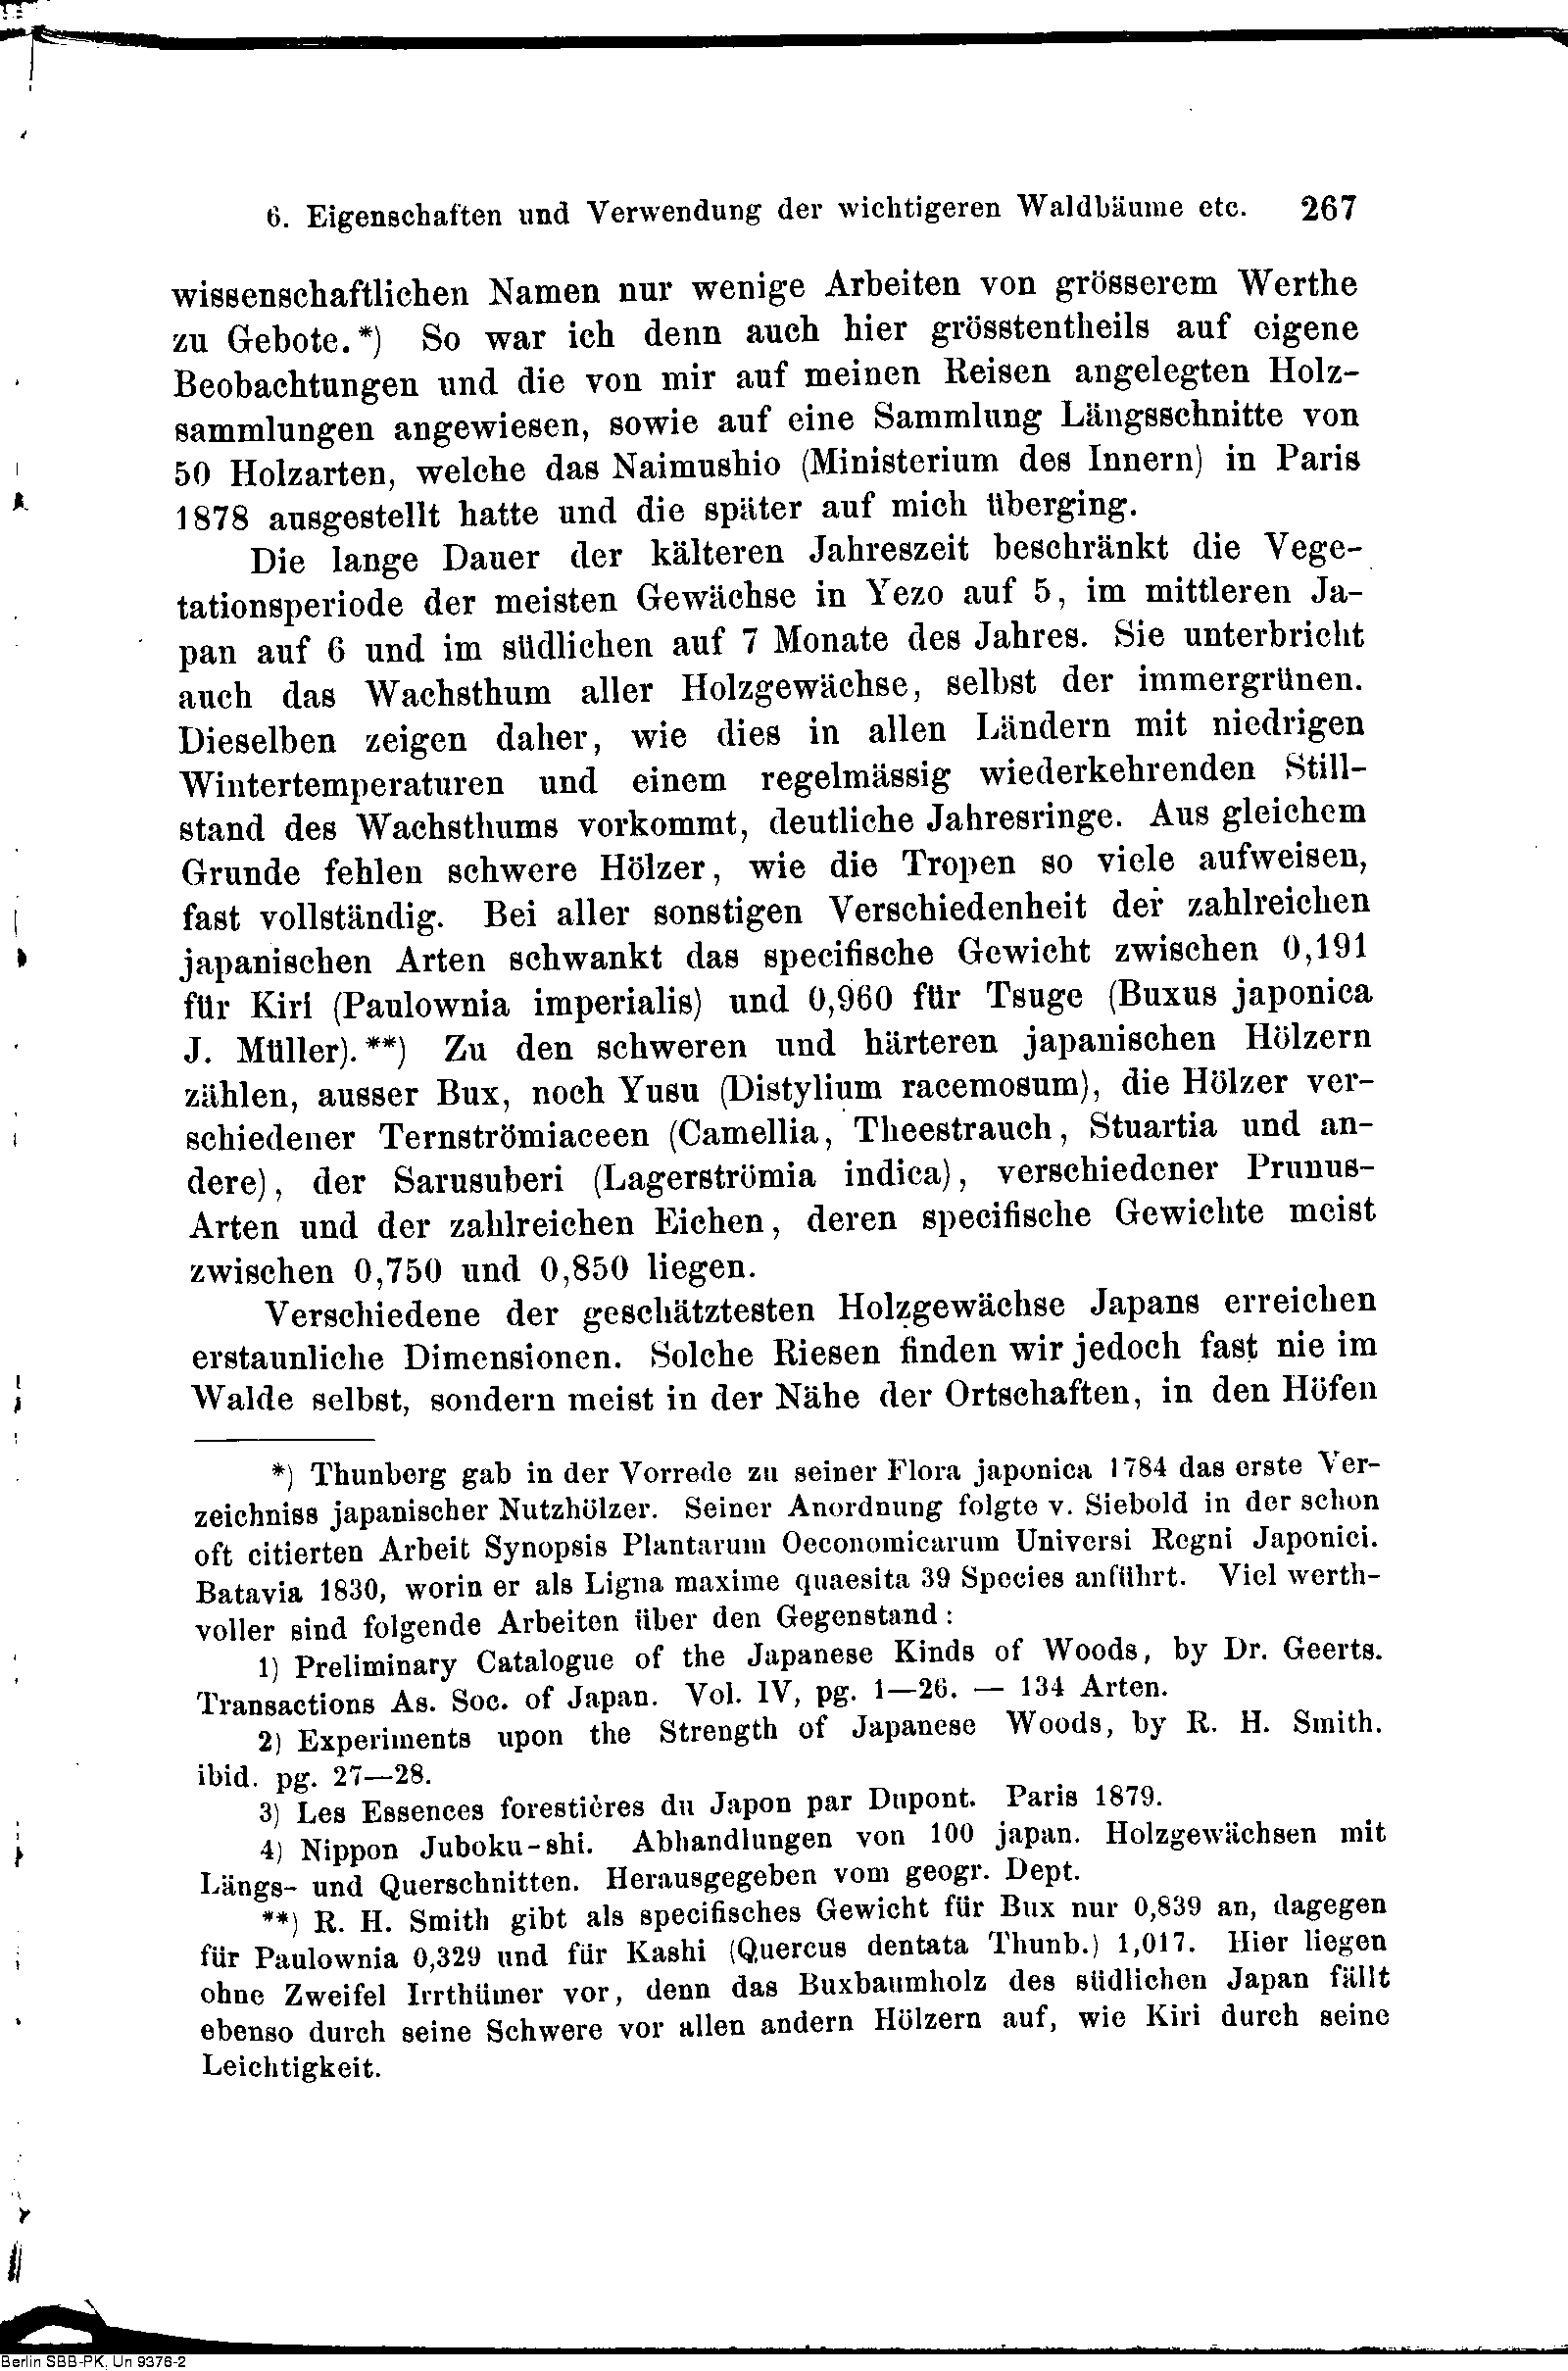 6. Eigenschaften und Verwendung der wichtigeren Waldbäume etc. 267
wissenschaftlichen Namen nur wenige Arbeiten von grösserem Werthe
zu Gebote.*) So war ich denn auch hier grösstentheils auf eigene
Beobachtungen und die von mir auf meinen Reisen angelegten Holz-
sammlungen angewiesen, sowie auf eine Sammlung Längsschnitte von
50 Holzarten, welche das Naimushio (Ministerium des Innern) in Paris
1878 ausgestellt hatte und die später auf mich überging.
Die lange Dauer der kälteren Jahreszeit beschränkt die Vege-
tationsperiode der meisten Gewächse in Yezo auf 5, im mittleren Ja-
pan auf 6 und im südlichen auf 7 Monate des Jahres. Sie unterbricht
auch das Wachsthum aller Holzgewächse, selbst der immergrünen.
Dieselben zeigen daher, wie dies in allen Ländern mit niedrigen
Wintertemperaturen und einem regelmässig wiederkehrenden Still-
stand des Wachsthums vorkommt, deutliche Jahresringe. Aus gleichem
Grunde fehlen schwere Hölzer, wie die Tropen so viele aufweisen,
fast vollständig. Bei aller sonstigen Verschiedenheit der zahlreichen
japanischen Arten schwankt das specifische Gewicht zwischen 0,191
für Kiri (Paulownia imperialis) und 0,960 für Tsuge (Buxus japonica
J. Müller).**) Zu den schweren und härteren japanischen Hölzern
zählen, ausser Bux, noch Yusu (Distylium racemosum), die Hölzer ver-
schiedener Ternströmiaceen (Camellia, Theestrauch, Stuartia und an-
dere), der Sarusuberi (Lagerströmia indica), verschiedener Prunus-
Arten und der zahlreichen Eichen, deren specifische Gewichte meist
zwischen 0,750 und 0,850 liegen.
Verschiedene der geschätztesten Holzgewächse Japans erreichen
erstaunliche Dimensionen. Solche Riesen finden wir jedoch fast nie im
Walde selbst, sondern meist in der Nähe der Ortschaften, in den Höfen
*) Thunberg gab in der Vorrede zu seiner Flora japonica 1784 das erste Ver-
zeichniss japanischer Nutzhölzer. Seiner Anordnung folgte v. Siebold in der schon
oft citierten Arbeit Synopsis Plantarum Oeconomicarum Universi Regni Japonici.
Batavia 1830, worin er als Ligna maxime quaesita 39 Species anführt. Viel werth-
voller sind folgende Arbeiten über den Gegenstand:
1) Preliminary Catalogue of the Japanese Kinds of Woods, by Dr. Geerts.
Transactions As. Soc. of Japan. Vol. IV, pg. 1—26. — 134 Arten.
2) Experiments upon the Strength of Japanese Woods, by R. H. Smith.
ibid. pg. 27—28.
3) Les Essences forestières du Japon par Dupont. Paris 1879.
4) Nippon Juboku-shi. Abhandlungen von 100 japan. Holzgewächsen mit
Längs- und Querschnitten. Herausgegeben vom geogr. Dept.
**) R. H. Smith gibt als specifisches Gewicht für Bux nur 0,839 an, dagegen
für Paulownia 0,329 und für Kashi (Quercus dentata Thunb.) 1,017. Hier liegen
ohne Zweifel Irrthümer vor, denn das Buxbaumholz des südlichen Japan fällt
ebenso durch seine Schwere vor allen andern Hölzern auf, wie Kiri durch seine
Leichtigkeit.
Berlin SBB-PK, Un 9376-2